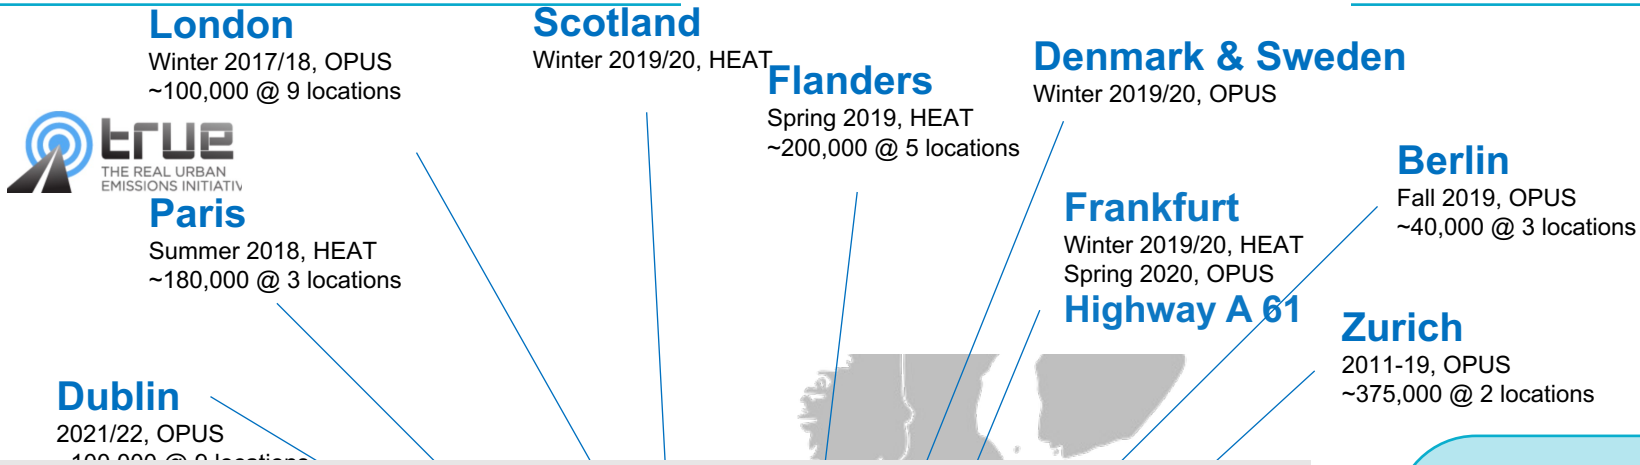 London
Winter 2017/18, OPUS
~100,000 @ 9 locations
Scotland
Winter 2019/20, HEAT
Flanders
Spring 2019, HEAT
~200,000 @ 5 locations
Denmark & Sweden
Winter 2019/20, OPUS
Berlin
Fall 2019, OPUS
~40,000 @ 3 locations
true
THE REAL URBAN
EMISSIONS INITIATIV
Paris
Summer 2018, HEAT
~180,000 @ 3 locations
Frankfurt
Winter 2019/20, HEAT
Spring 2020, OPUS
Highway A 61
Zurich
2011-19, OPUS
~375,000 @ 2 locations
Dublin
2021/22, OPUS